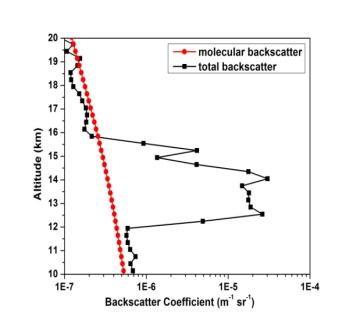 20
19
18
17
16
15
14
13
12
11
10
Altitude (km)
molecular backscatter
total backscatter
1E-7 1E-6 1E-5 1E-4
Backscatter Coefficient (m⁻¹ sr⁻¹)